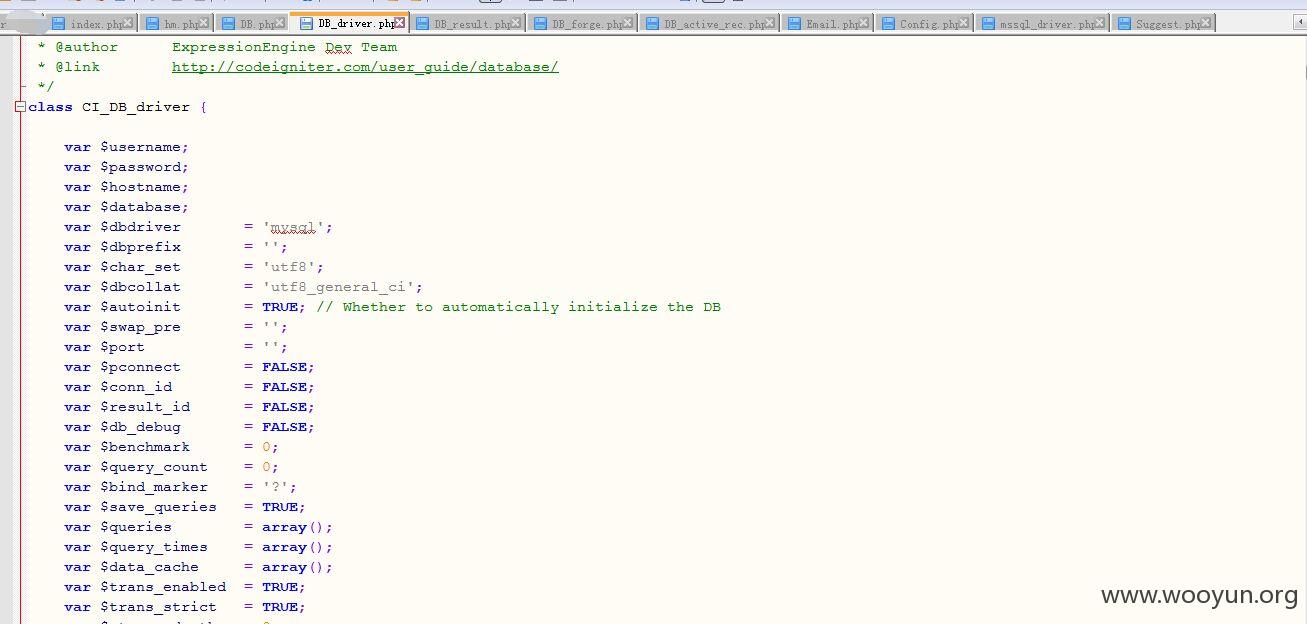 index.php hm.php DB.php DB_driver.php DB_result.php DB_forge.php DB_active_rec.php Email.php Config.php mssql_driver.php Suggest.php
* @author ExpressionEngine Dev Team
* @link http://codeigniter.com/user_guide/database/
*/
class CI_DB_driver {
var $username;
var $password;
var $hostname;
var $database;
var $dbdriver = 'mysql';
var $dbprefix = '';
var $char_set = 'utf8';
var $dbcollat = 'utf8_general_ci';
var $autoinit = TRUE; // Whether to automatically initialize the DB
var $swap_pre = '';
var $port = '';
var $pconnect = FALSE;
var $conn_id = FALSE;
var $result_id = FALSE;
var $db_debug = FALSE;
var $benchmark = 0;
var $query_count = 0;
var $bind_marker = '?';
var $save_queries = TRUE;
var $queries = array();
var $query_times = array();
var $data_cache = array();
var $trans_enabled = TRUE;
var $trans_strict = TRUE;
www.wooyun.org